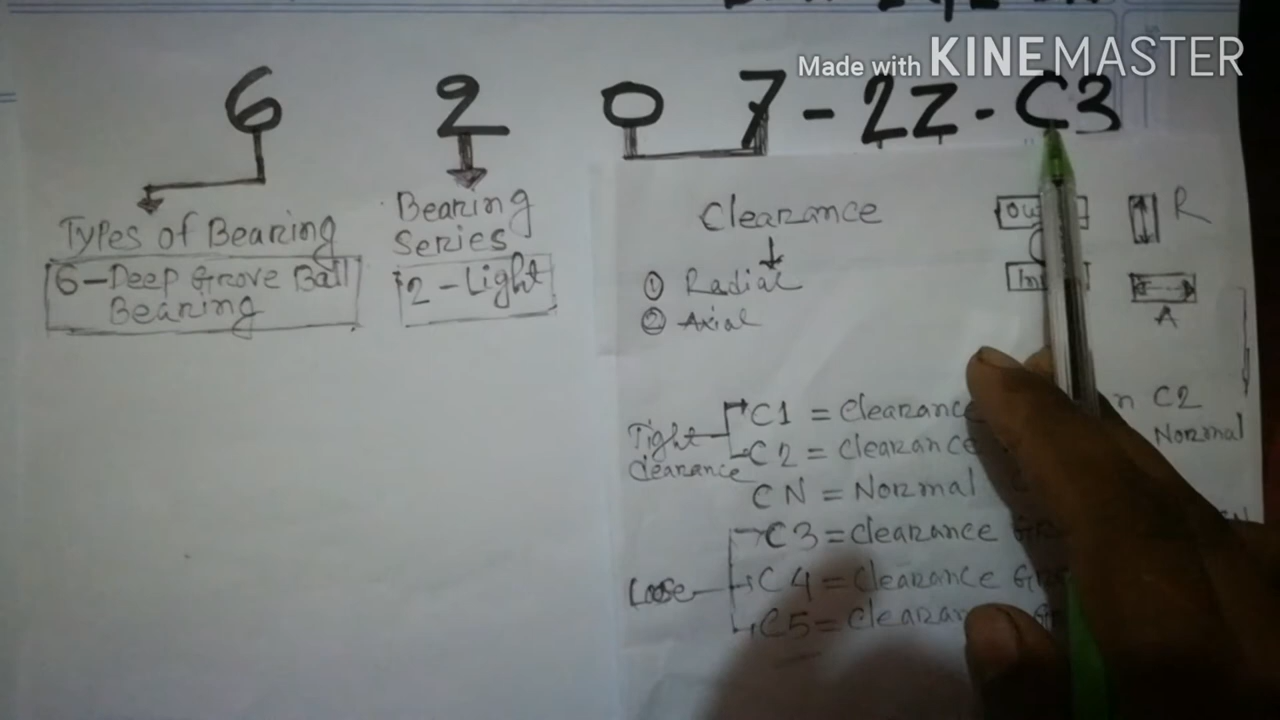 Made with KINEMASTER
6 2 0 7 - 2Z - C3
Types of Bearing
6-Deep Grove Ball
Bearing
Bearing
Series
2 - Light
Clearance
① Radial
② Axial
R
In
A
Tight
clearance
C1 = Clearance C2
C2 = Clearance Normal
CN = Normal
Loose
C3 = Clearance
C4 = Clearance
C5 =